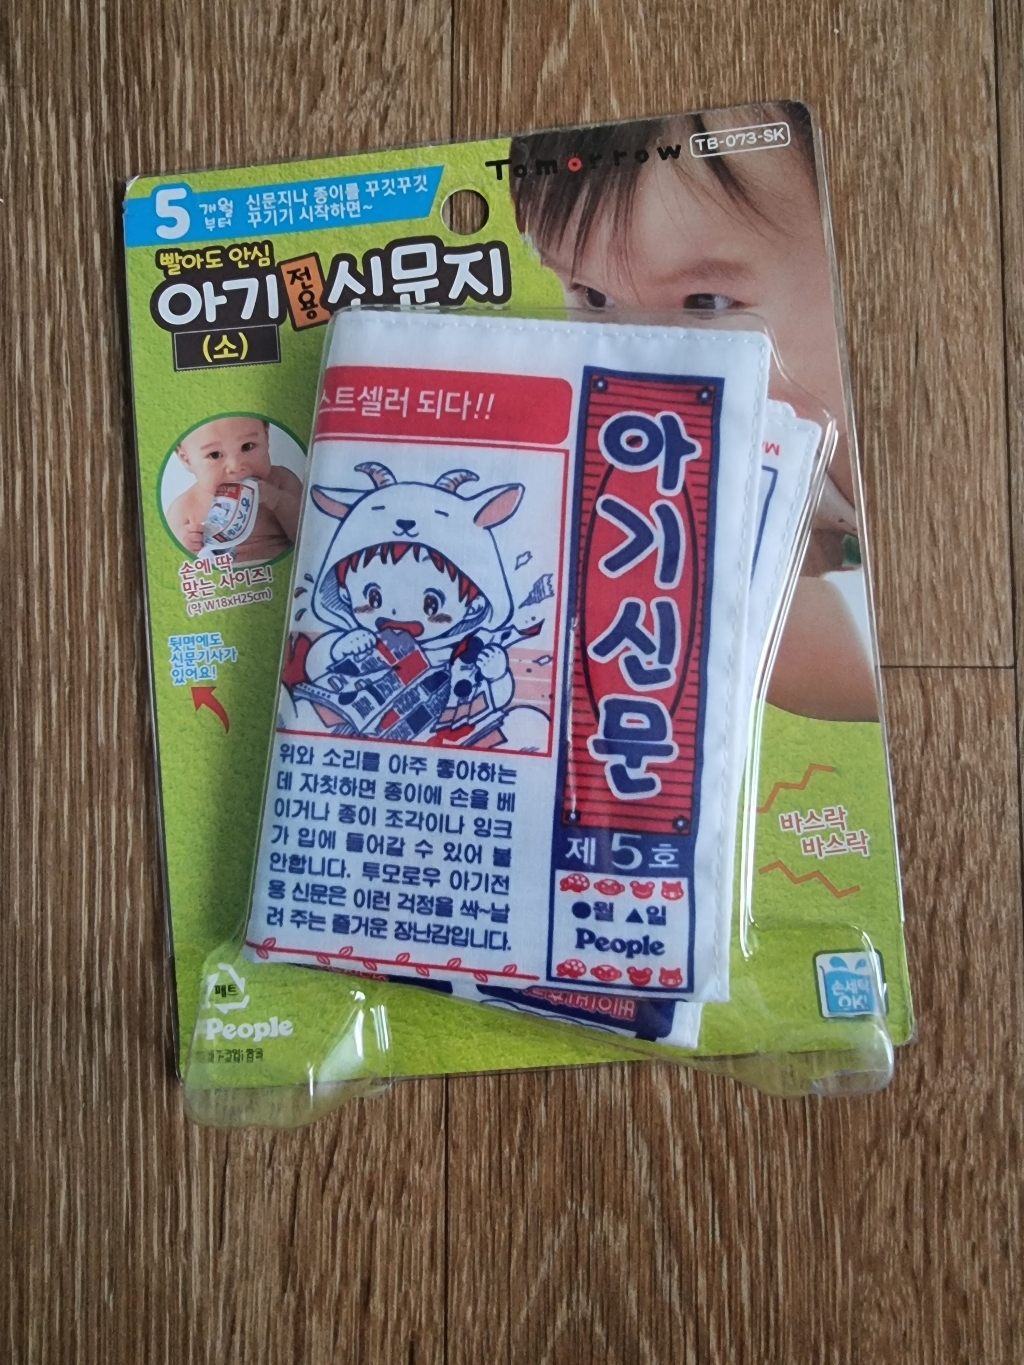 Tomorrow TB-073-SK
5 개월부터
신문지나 종이를 꾸깃꾸깃
꾸기기 시작하면~
빨아도 안심
아기 전용 신문지
(소)
손에 딱
맞는 사이즈!
(약 W18xH25cm)
뒷면에도
신문기사가
있어요!
스트셀러 되다!!
아기신문
제 5 호
●월 ▲일
People
위와 소리를 아주 좋아하는
데 자칫하면 종이에 손을 베
이거나 종이 조각이나 잉크
가 입에 들어갈 수 있어 불
안합니다. 투모로우 아기전
용 신문은 이런 걱정을 싹~날
려 주는 즐거운 장난감입니다.
바스락
바스락
손세탁
OK!
페트
People